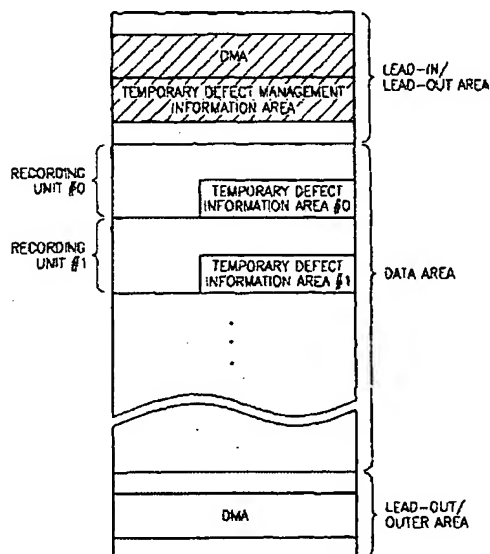 DMA
TEMPORARY DEFECT MANAGEMENT
INFORMATION AREA
LEAD-IN/
LEAD-OUT AREA
RECORDING
UNIT #0
TEMPORARY DEFECT
INFORMATION AREA #0
RECORDING
UNIT #1
TEMPORARY DEFECT
INFORMATION AREA #1
DATA AREA
DMA
LEAD-OUT/
OUTER AREA